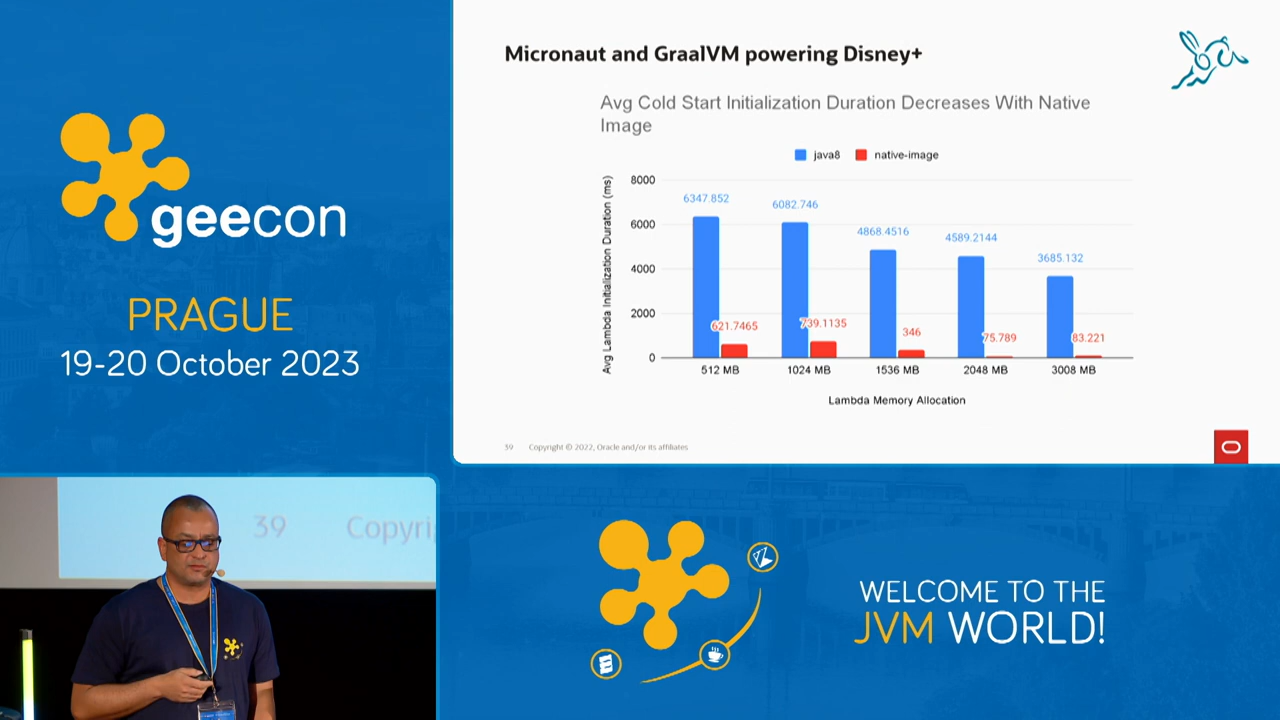 geecon
PRAGUE
19-20 October 2023
Micronaut and GraalVM powering Disney+
Avg Cold Start Initialization Duration Decreases With Native
Image
java8
native-image
Avg Lambda Initialization Duration (ms)
8000
6000
4000
2000
0
6347.852
6082.746
4868.4516
4589.2144
3685.132
621.7465
739.1135
346
75.789
83.221
512 MB
1024 MB
1536 MB
2048 MB
3008 MB
Lambda Memory Allocation
39
Copyright © 2022, Oracle and/or its affiliates
39
Copyri
WELCOME TO THE
JVM WORLD!